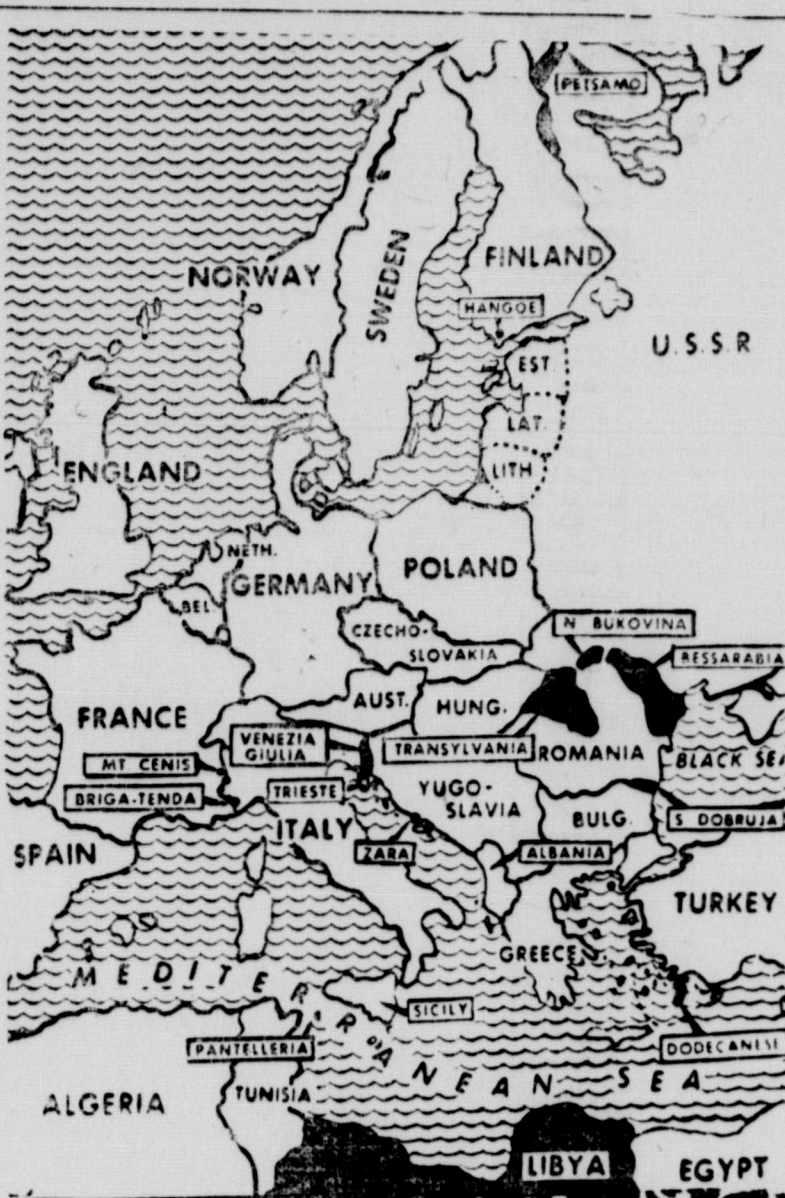 PETSAMO
NORWAY
SWEDEN
FINLAND
HANGOE
U.S.S.R
EST.
LAT.
LITH
ENGLAND
NETH.
GERMANY
POLAND
BEL
CZECHO-
SLOVAKIA
N BUKOVINA
BESSARABIA
AUST.
HUNG.
FRANCE
VENEZIA
GIULIA
TRANSYLVANIA
ROMANIA
BLACK SEA
MT. CENIS
BRIGA-TENDA
TRIESTE
YUGO-
SLAVIA
BULG.
S. DOBRUJA
ITALY
ZARA
ALBANIA
SPAIN
TURKEY
GREECE
MEDITERRANEAN SEA
SICILY
PANTELLERIA
DODECANESE
ALGERIA
TUNISIA
LIBYA
EGYPT